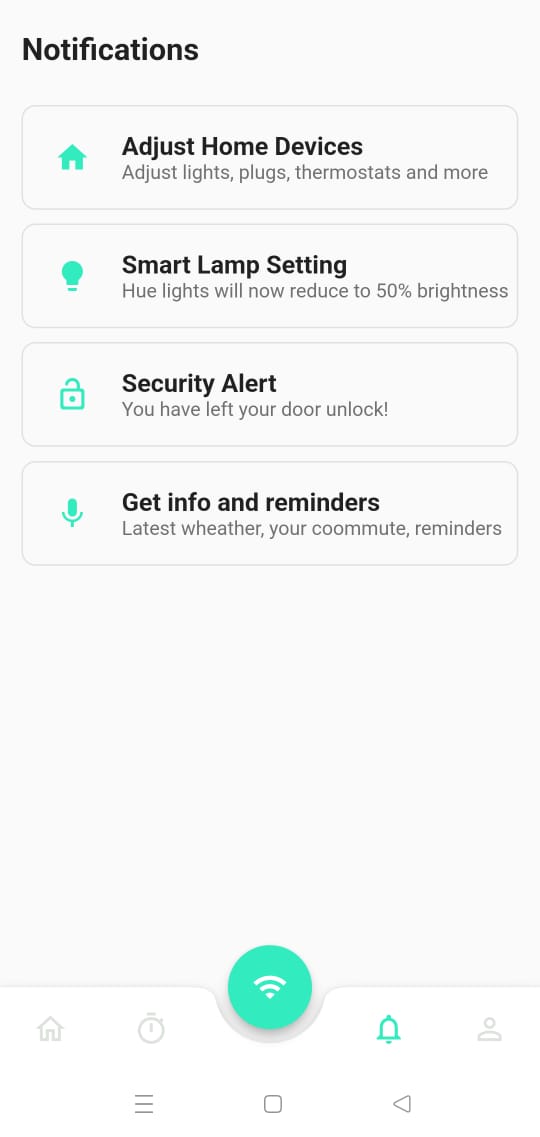 Notifications
Adjust Home Devices
Adjust lights, plugs, thermostats and more
Smart Lamp Setting
Hue lights will now reduce to 50% brightness
Security Alert
You have left your door unlock!
Get info and reminders
Latest wheather, your coommute, reminders